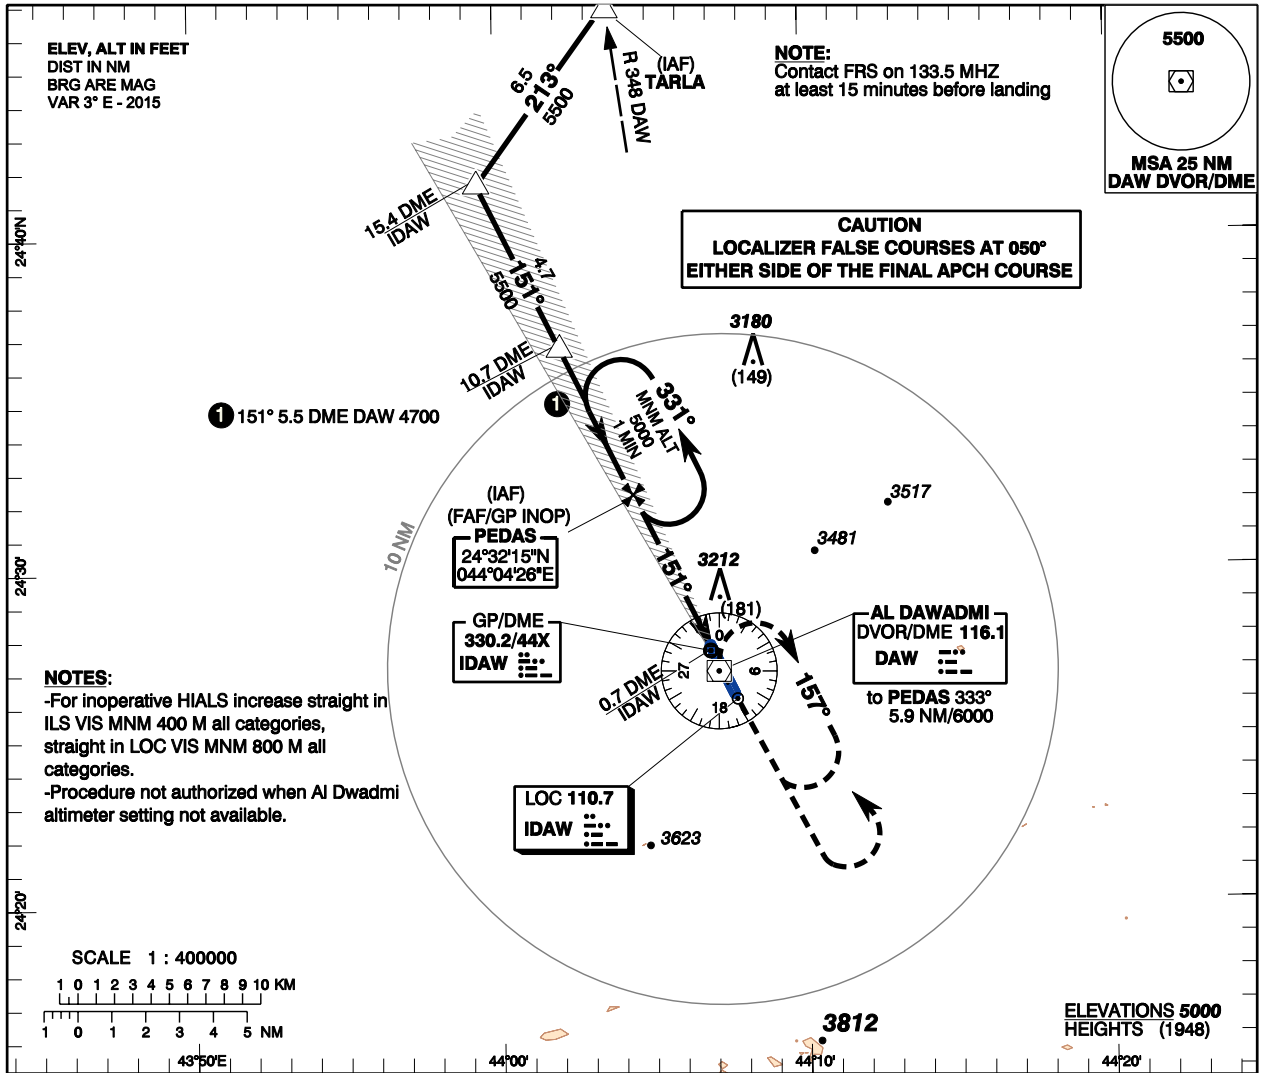 ELEV, ALT IN FEET
DIST IN NM
BRG ARE MAG
VAR 3° E - 2015
6.5
213°
5500
R 348 DAW
(IAF)
TARLA
NOTE:
Contact FRS on 133.5 MHZ
at least 15 minutes before landing
5500
MSA 25 NM
DAW DVOR/DME
15.4 DME
IDAW
CAUTION
LOCALIZER FALSE COURSES AT 050°
EITHER SIDE OF THE FINAL APCH COURSE
24°40'N
4.7
151°
5500
10.7 DME
IDAW
3180
(149)
1
1 151° 5.5 DME DAW 4700
331°
MNM ALT
5000
1 MIN
(IAF)
(FAF/GP INOP)
PEDAS
24°32'15"N
044°04'26"E
3517
3481
10 NM
24°30'
151°
3212
(181)
GP/DME
330.2/44X
IDAW
AL DAWADMI
DVOR/DME 116.1
DAW
to PEDAS 333°
5.9 NM/6000
0
27
6
18
0.7 DME
IDAW
157°
NOTES:
-For inoperative HIALS increase straight in
ILS VIS MNM 400 M all categories,
straight in LOC VIS MNM 800 M all
categories.
-Procedure not authorized when Al Dwadmi
altimeter setting not available.
LOC 110.7
IDAW
3623
24°20'
SCALE 1 : 400000
1 0 1 2 3 4 5 6 7 8 9 10 KM
1 0 1 2 3 4 5 NM
3812
ELEVATIONS 5000
HEIGHTS (1948)
43°50'E
44°00'
44°10'
44°20'